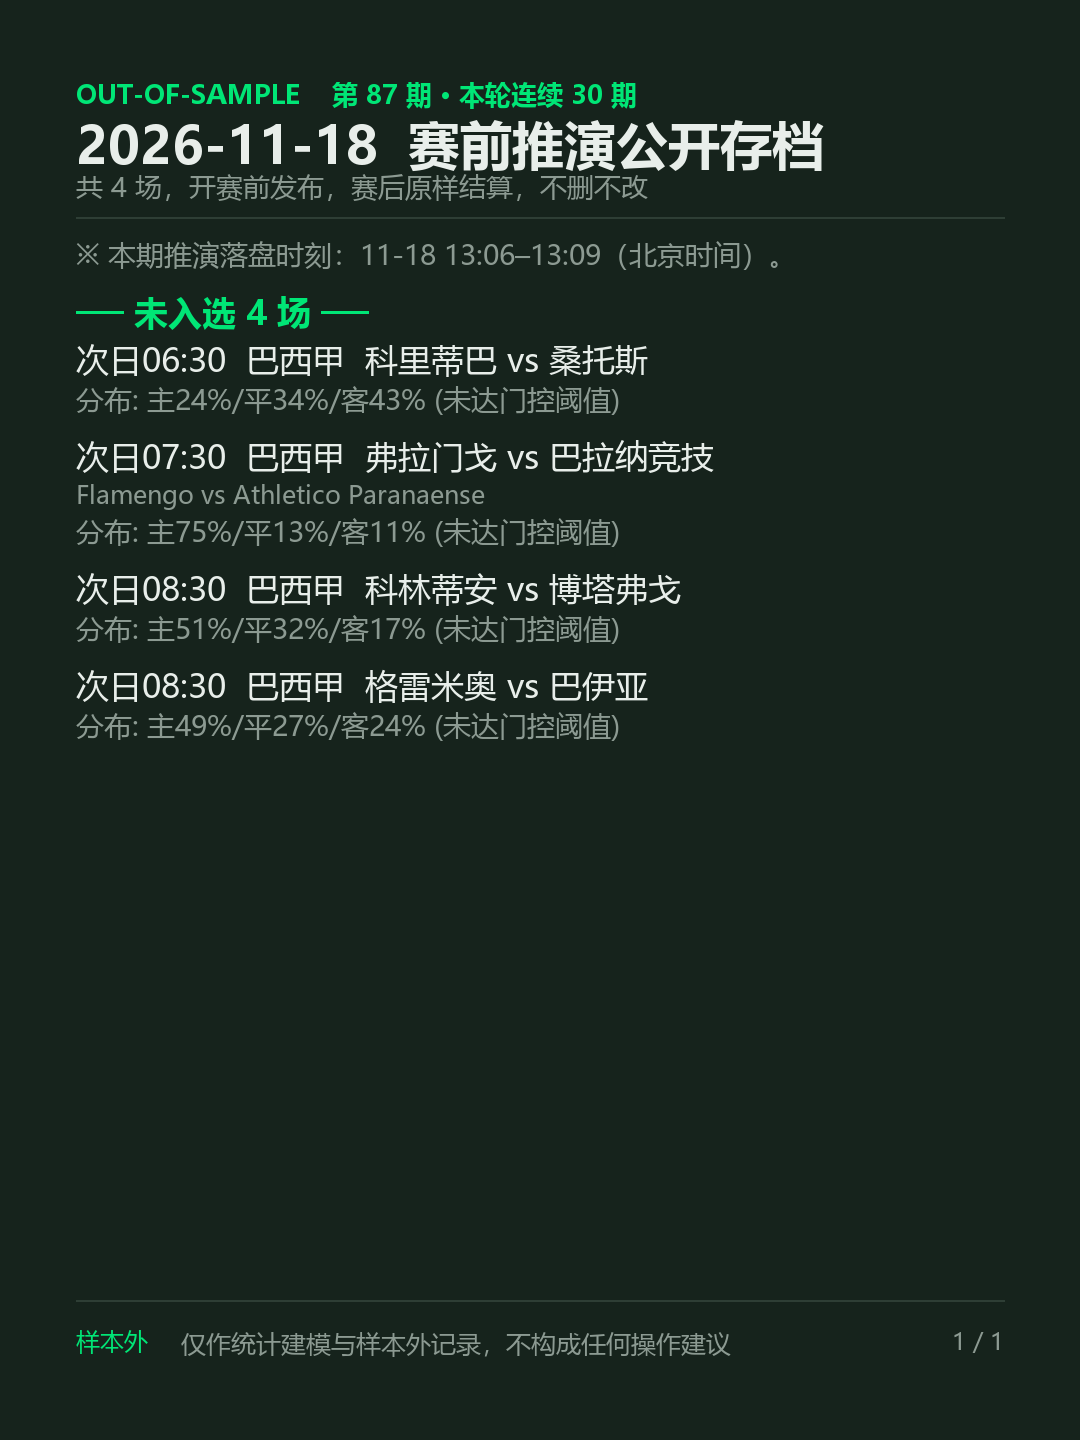 OUT-OF-SAMPLE 第 87 期 · 本轮连续 30 期
2026-11-18 赛前推演公开存档
共 4 场，开赛前发布，赛后原样结算，不删不改
※ 本期推演落盘时刻：11-18 13:06–13:09（北京时间）。
── 未入选 4 场 ──
次日06:30 巴西甲 科里蒂巴 vs 桑托斯
分布: 主24%/平34%/客43% (未达门控阈值)
次日07:30 巴西甲 弗拉门戈 vs 巴拉纳竞技
Flamengo vs Athletico Paranaense
分布: 主75%/平13%/客11% (未达门控阈值)
次日08:30 巴西甲 科林蒂安 vs 博塔弗戈
分布: 主51%/平32%/客17% (未达门控阈值)
次日08:30 巴西甲 格雷米奥 vs 巴伊亚
分布: 主49%/平27%/客24% (未达门控阈值)
样本外 仅作统计建模与样本外记录，不构成任何操作建议 1 / 1